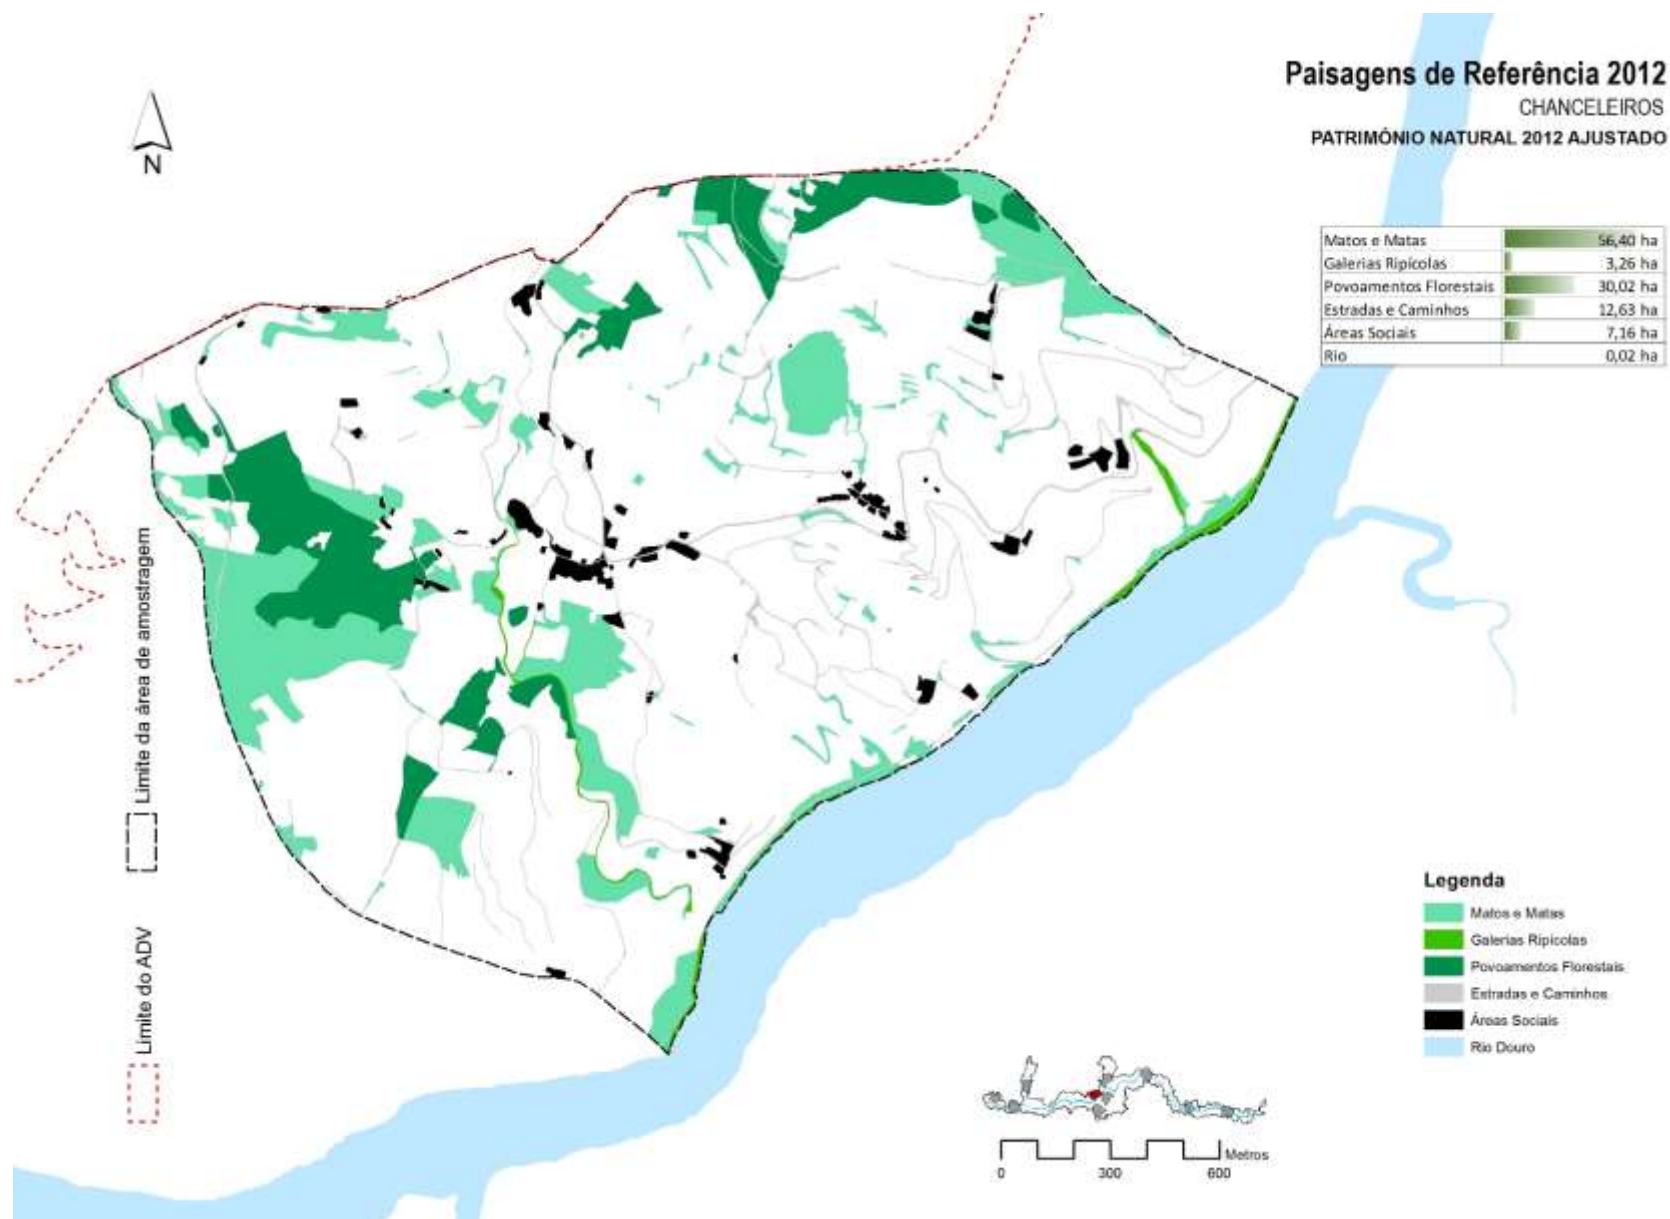 Paisagens de Referência 2012
CHANCELEIROS
PATRIMÓNIO NATURAL 2012 AJUSTADO
N
Matos e Matas 56,40 ha
Galerias Ripícolas 3,26 ha
Povoamentos Florestais 30,02 ha
Estradas e Caminhos 12,63 ha
Áreas Sociais 7,16 ha
Rio 0,02 ha
Limite da área de amostragem
Limite do ADV
Legenda
Matos e Matas
Galerias Ripícolas
Povoamentos Florestais
Estradas e Caminhos
Áreas Sociais
Rio Douro
Metros
0 300 600